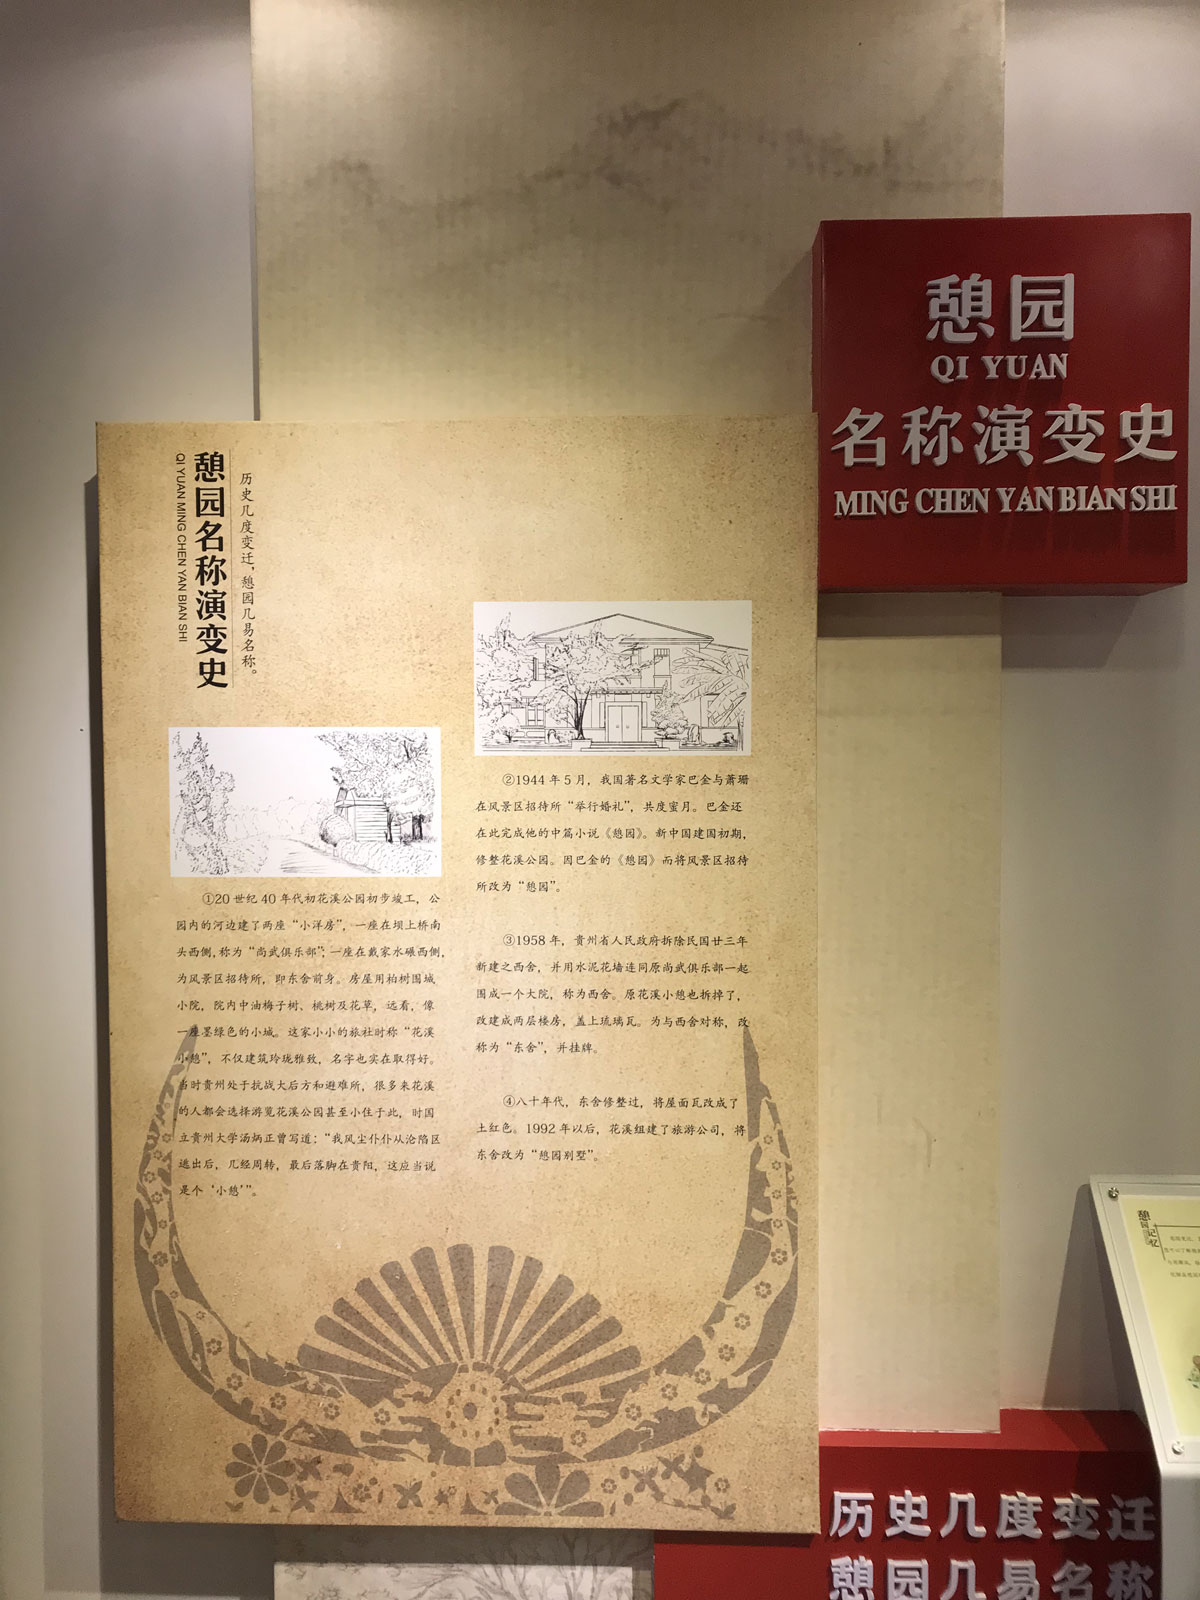 憩园
QI YUAN
名称演变史
MING CHEN YAN BIAN SHI
历史几度变迁，憩园几易名称。
憩园名称演变史
QI YUAN MING CHEN YAN BIAN SHI
①20世纪40年代初花溪公园初步竣工，公
园内的河边建了两座“小洋房”，一座在坝上桥南
头西侧，称为“尚武俱乐部”；一座在戴家水碾西侧，
为风景区招待所，即东舍前身。房屋用柏树围城
小院，院内中油梅子树、桃树及花草，远看，像
一座墨绿色的小城。这家小小的旅社时称“花溪
小憩”，不仅建筑玲珑雅致，名字也实在取得好。
当时贵州处于抗战大后方和避难所，很多来花溪
的人都会选择游览花溪公园甚至小住于此，时国
立贵州大学汤炳正曾写道：“我风尘仆仆从沦陷区
逃出后，几经周转，最后落脚在贵阳，这应当说
是个‘小憩’”。
②1944年5月，我国著名文学家巴金与萧珊
在风景区招待所“举行婚礼”，共度蜜月。巴金还
在此完成他的中篇小说《憩园》。新中国建国初期，
修整花溪公园。因巴金的《憩园》而将风景区招待
所改为“憩园”。
③1958年，贵州省人民政府拆除民国廿三年
新建之西舍，并用水泥花墙连同原尚武俱乐部一起
围成一个大院，称为西舍。原花溪小憩也拆掉了，
改建成两层楼房，盖上琉璃瓦。为与西舍对称，改
称为“东舍”，并挂牌。
④八十年代，东舍修整过，将屋面瓦改成了
土红色。1992年以后，花溪组建了旅游公司，将
东舍改为“憩园别墅”。
憩园记忆
历史几度变迁
憩园几易名称